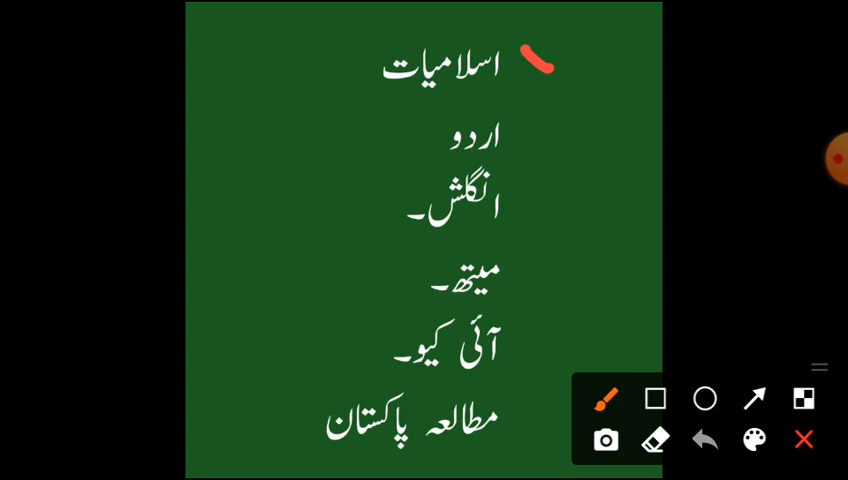 اسلامیات
اردو
انگلش۔
میتھ۔
آئی کیو۔
مطالعہ پاکستان